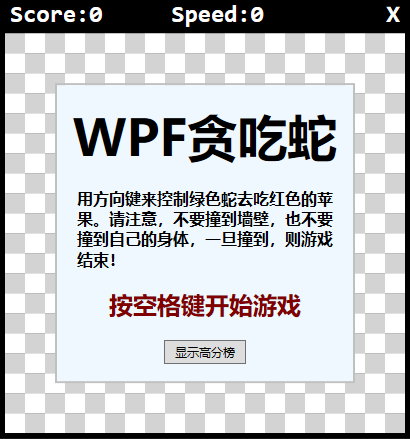 Score:0 Speed:0 X
WPF贪吃蛇
用方向键来控制绿色蛇去吃红色的苹
果。请注意，不要撞到墙壁，也不要
撞到自己的身体，一旦撞到，则游戏
结束！
按空格键开始游戏
显示高分榜